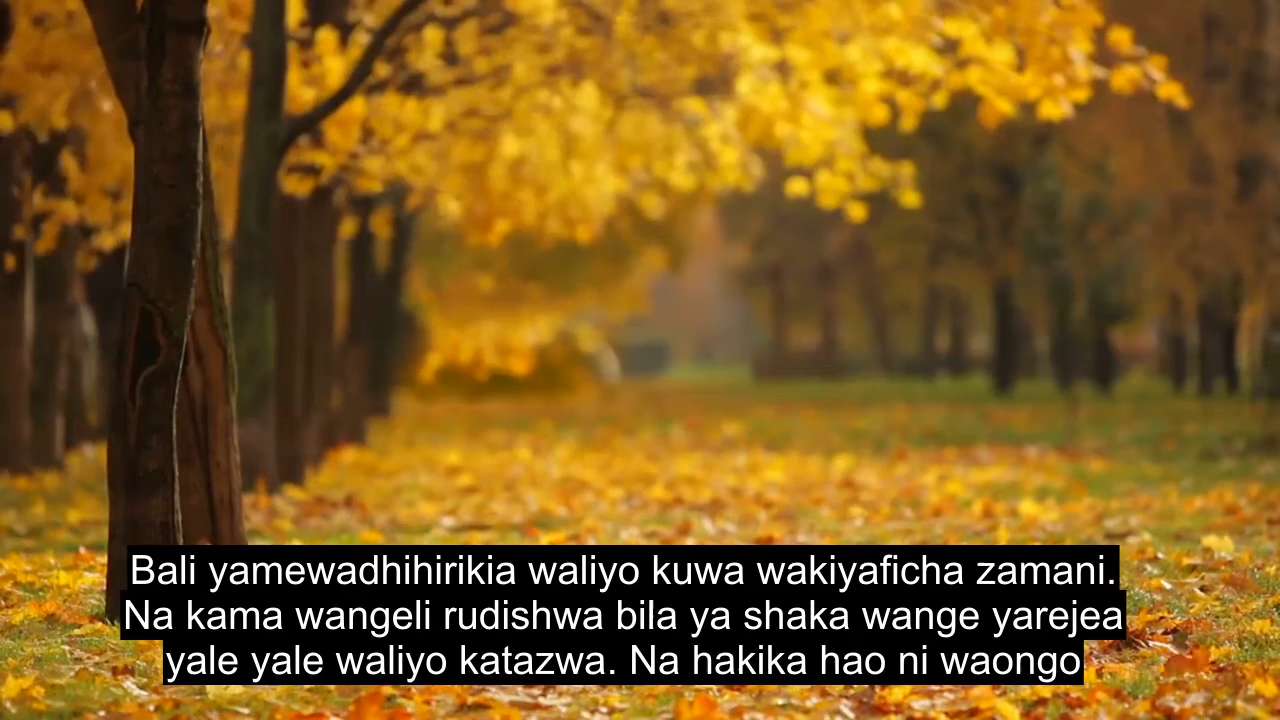 Bali yamewadhihirikia waliyo kuwa wakiyaficha zamani.
Na kama wangeli rudishwa bila ya shaka wange yarejea
yale yale waliyo katazwa. Na hakika hao ni waongo